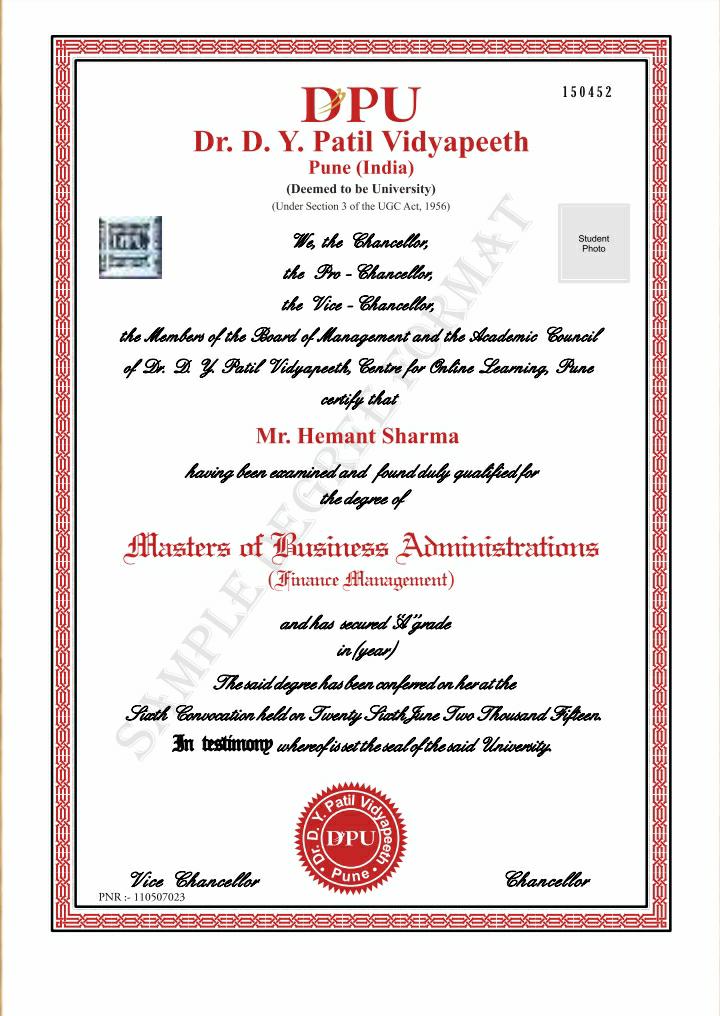 150452
DPU
Dr. D. Y. Patil Vidyapeeth
Pune (India)
(Deemed to be University)
(Under Section 3 of the UGC Act, 1956)
Student
Photo
We, the Chancellor,
the Pro - Chancellor,
the Vice - Chancellor,
the Members of the Board of Management and the Academic Council
of Dr. D. Y. Patil Vidyapeeth, Centre for Online Learning, Pune
certify that
Mr. Hemant Sharma
having been examined and found duly qualified for
the degree of
Masters of Business Administrations
(Finance Management)
and has secured "A" grade
in (year)
The said degree has been conferred on her at the
Sixth Convocation held on Twenty Sixth June Two Thousand Fifteen.
In testimony whereof is set the seal of the said University.
SAMPLE DEGREE FORMAT
Dr. D. Y. Patil Vidyapeeth
DPU
Pune
Vice Chancellor
Chancellor
PNR :- 110507023